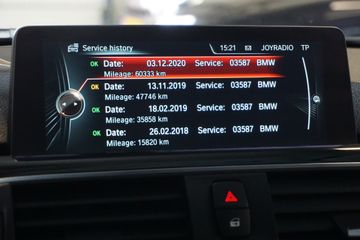 Service history 15:21 JOYRADIO TP
OK Date: 03.12.2020 Service: 03587 BMW
Mileage: 60333 km
OK Date: 13.11.2019 Service: 03587 BMW
Mileage: 47746 km
OK Date: 18.02.2019 Service: 03587 BMW
Mileage: 35858 km
OK Date: 26.02.2018 Service: 03587 BMW
Mileage: 15820 km